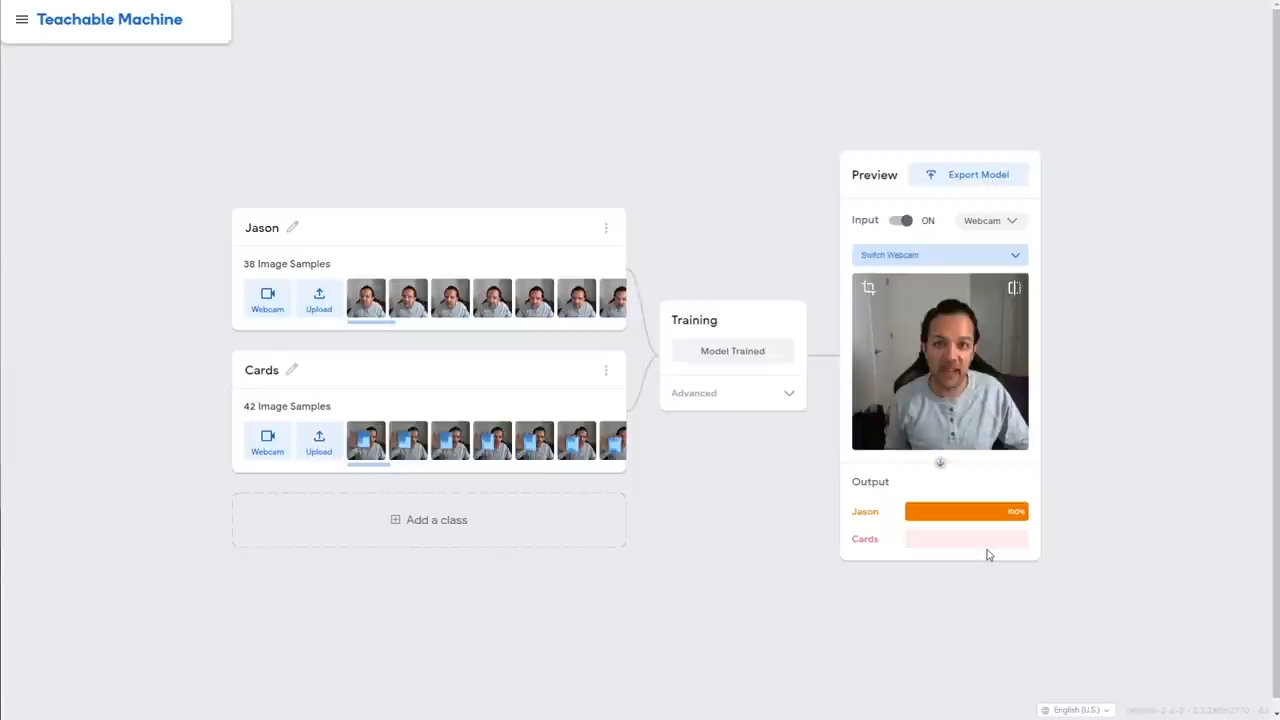 Teachable Machine
Jason
38 Image Samples
Webcam
Upload
Cards
42 Image Samples
Webcam
Upload
Add a class
Training
Model Trained
Advanced
Preview
Export Model
Input ON Webcam
Switch Webcam
Output
Jason 100%
Cards
English (U.S.)